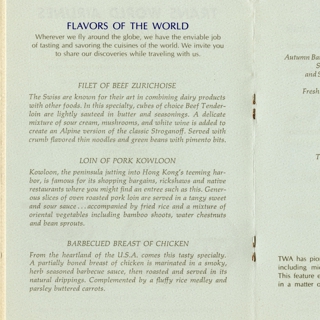 FLAVORS OF THE WORLD
Wherever we fly around the globe, we have the enviable job
of tasting and savoring the cuisines of the world. We invite you
to share our discoveries while traveling with us.
FILET OF BEEF ZURICHOISE
The Swiss are known for their art in combining dairy products
with other foods. In this specialty, cubes of choice Beef Tender-
loin are lightly sauteed in butter and seasonings. A delicate
mixture of sour cream, mushrooms, and white wine is added to
create an Alpine version of the classic Stroganoff. Served with
crumb flavored thin noodles and green beans with pimento bits.
LOIN OF PORK KOWLOON
Kowloon, the peninsula jutting into Hong Kong's teeming har-
bor, is famous for its shopping bargains, rickshaws and native
restaurants where you might find an entree such as this. Gener-
ous slices of oven roasted pork loin are served in a tangy sweet
and sour sauce...accompanied by fried rice and a mixture of
oriental vegetables including bamboo shoots, water chestnuts
and bean sprouts.
BARBECUED BREAST OF CHICKEN
From the heartland of the U.S.A. comes this tasty specialty.
A partially boned breast of chicken is marinated in a smoky,
herb seasoned barbecue sauce, then roasted and served in its
natural drippings. Complemented by a fluffy rice medley and
parsley buttered carrots.
Autumn Ba
S
and S
Fresh
T
TWA has pio
including mi
This feature e
in a matter o